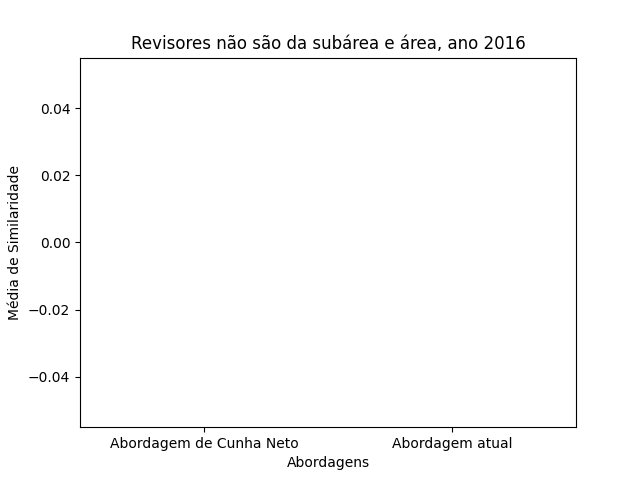 Revisores não são da subárea e área, ano 2016
0.04
0.02
0.00
−0.02
−0.04
Média de Similaridade
Abordagem de Cunha Neto
Abordagem atual
Abordagens